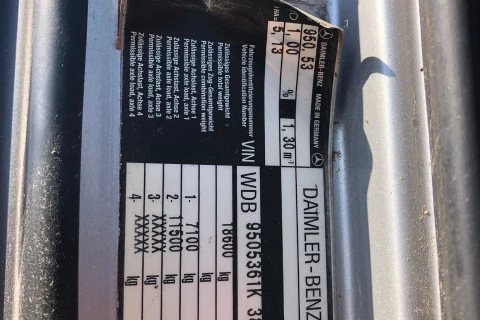 DAIMLER-BENZ MADE IN GERMANY
950.53
D 1,00 % 1,30 m⁻¹
5,13
DAIMLER-BENZ
Fahrzeugidentifizierungsnummer
Vehicle identification number
VIN WDB 9505361K
Zulässiges Gesamtgewicht
Permissible total weight
18600 kg
Zulässiges Zug-Gesamtgewicht
Permissible combination weight
kg
Zulässige Achslast, Achse 1
Permissible axle load, axle 1
1- 7100 kg
Zulässige Achslast, Achse 2
Permissible axle load, axle 2
2- 11500 kg
Zulässige Achslast, Achse 3
Permissible axle load, axle 3
3- XXXXX kg
Zulässige Achslast, Achse 4
Permissible axle load, axle 4
4- XXXXX kg